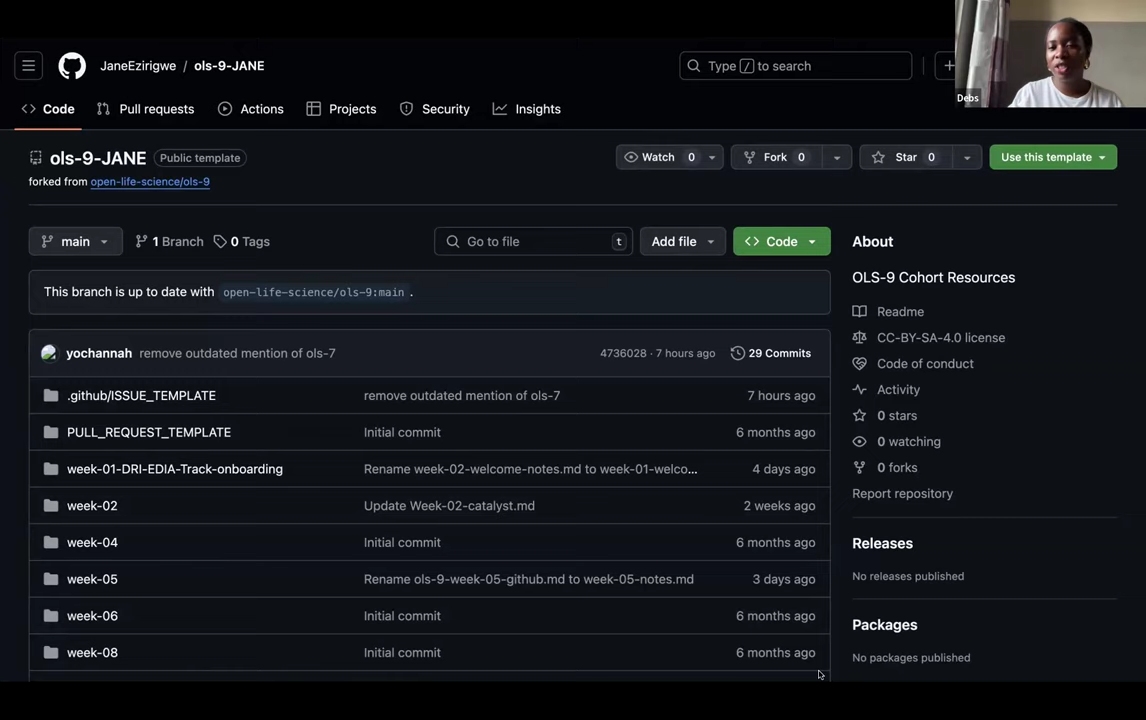 JaneEzirigwe / ols-9-JANE
Type / to search
Debs
Code
Pull requests
Actions
Projects
Security
Insights
ols-9-JANE Public template
Watch 0
Fork 0
Star 0
Use this template
forked from open-life-science/ols-9
main
1 Branch
0 Tags
Go to file t
Add file
Code
This branch is up to date with open-life-science/ols-9:main .
yochannah remove outdated mention of ols-7 4736028 · 7 hours ago 29 Commits
.github/ISSUE_TEMPLATE remove outdated mention of ols-7 7 hours ago
PULL_REQUEST_TEMPLATE Initial commit 6 months ago
week-01-DRI-EDIA-Track-onboarding Rename week-02-welcome-notes.md to week-01-welco... 4 days ago
week-02 Update Week-02-catalyst.md 2 weeks ago
week-04 Initial commit 6 months ago
week-05 Rename ols-9-week-05-github.md to week-05-notes.md 3 days ago
week-06 Initial commit 6 months ago
week-08 Initial commit 6 months ago
About
OLS-9 Cohort Resources
Readme
CC-BY-SA-4.0 license
Code of conduct
Activity
0 stars
0 watching
0 forks
Report repository
Releases
No releases published
Packages
No packages published